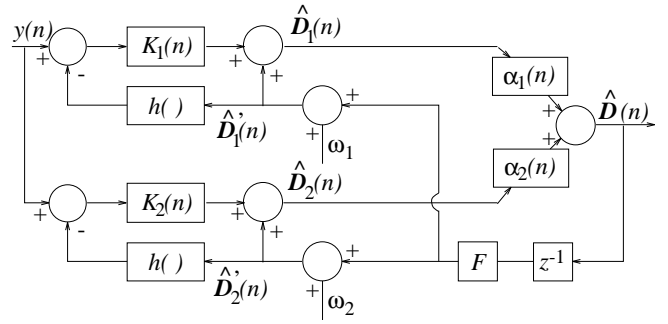 y(n)
+
-
K₁(n)
+
+
D̂₁(n)
α₁(n)
h( )
D̂₁'(n)
+
+
ω₁
+
+
D̂(n)
α₂(n)
+
-
K₂(n)
+
+
D̂₂(n)
h( )
D̂₂'(n)
+
+
ω₂
F
z⁻¹